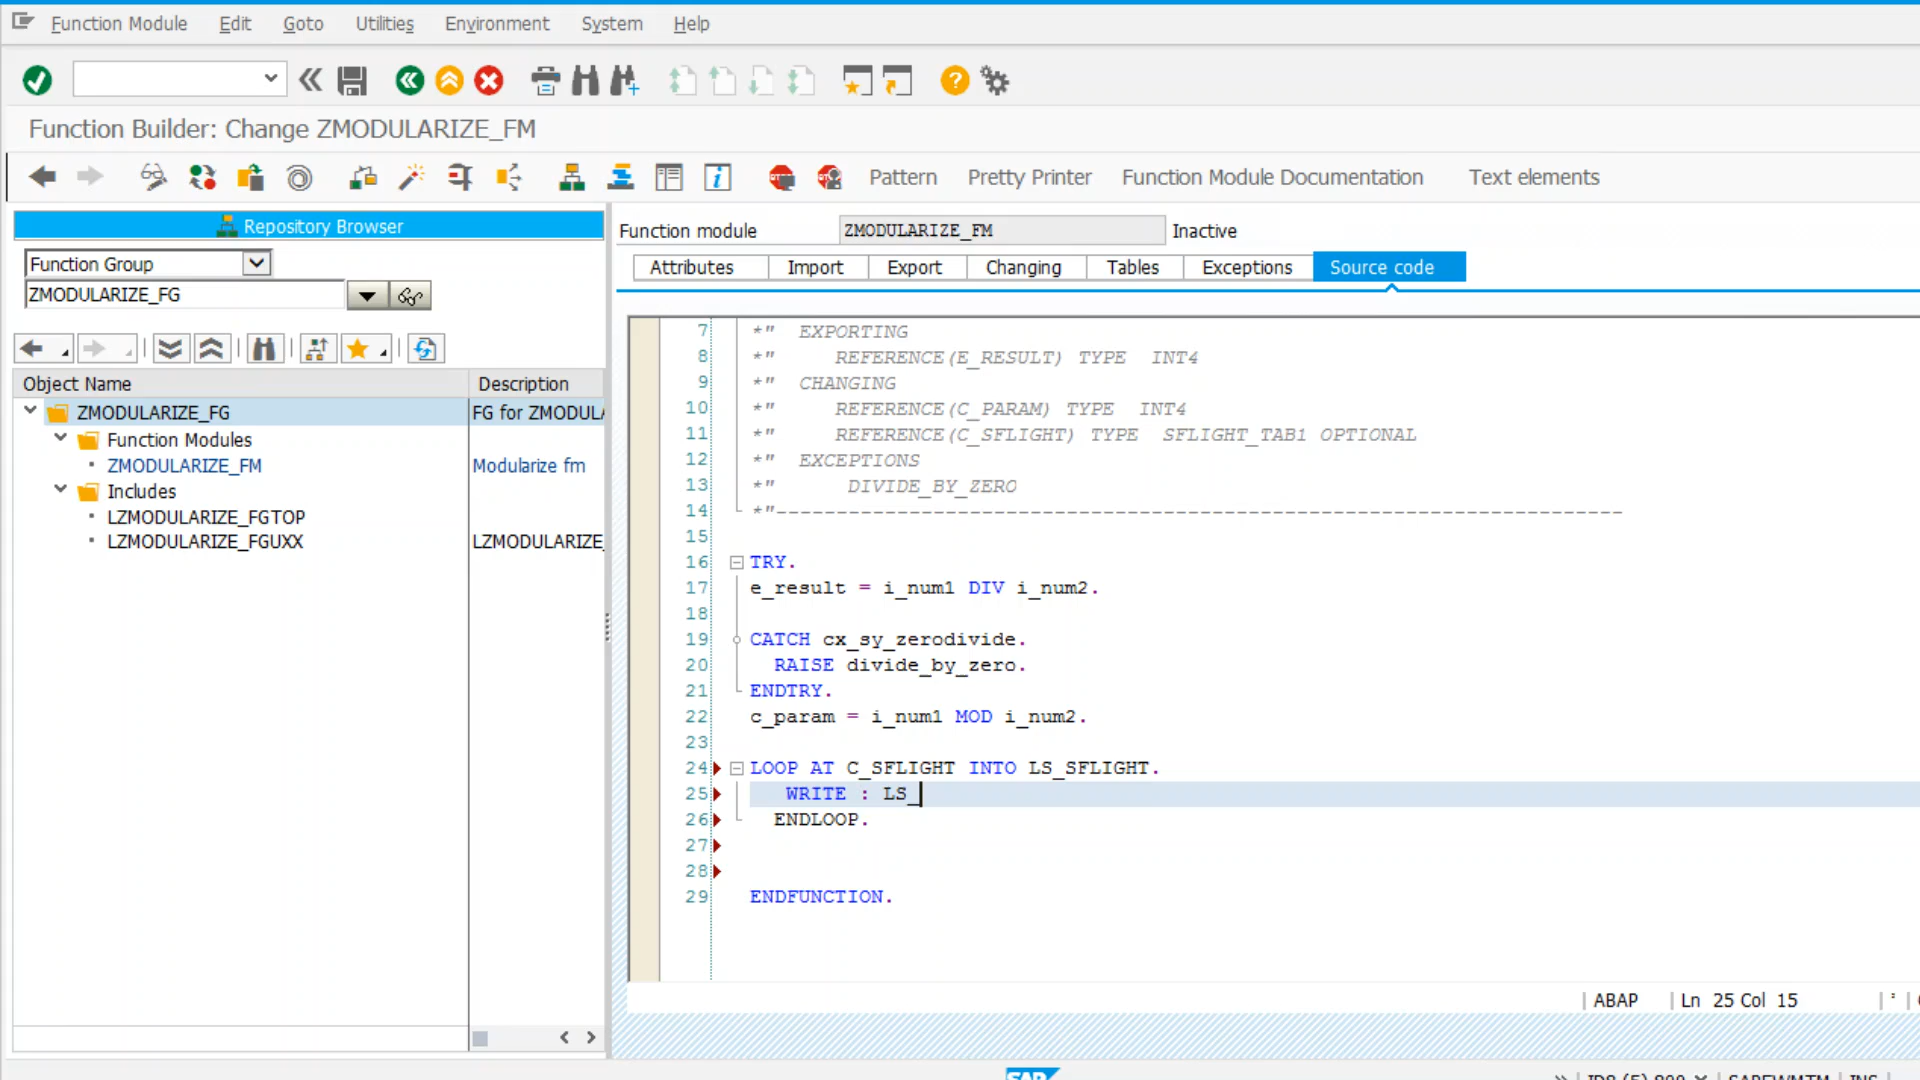 Function Module Edit Goto Utilities Environment System Help
Function Builder: Change ZMODULARIZE_FM
Pattern Pretty Printer Function Module Documentation Text elements
Repository Browser
Function Group
ZMODULARIZE_FG
Object Name Description
ZMODULARIZE_FG FG for ZMODUL
Function Modules
ZMODULARIZE_FM Modularize fm
Includes
LZMODULARIZE_FGTOP
LZMODULARIZE_FGUXX LZMODULARIZE_
Function module ZMODULARIZE_FM Inactive
Attributes Import Export Changing Tables Exceptions Source code
7 *" EXPORTING
8 *" REFERENCE(E_RESULT) TYPE INT4
9 *" CHANGING
10 *" REFERENCE(C_PARAM) TYPE INT4
11 *" REFERENCE(C_SFLIGHT) TYPE SFLIGHT_TAB1 OPTIONAL
12 *" EXCEPTIONS
13 *" DIVIDE_BY_ZERO
14 *"----------------------------------------------------------------------
15
16 TRY.
17 e_result = i_num1 DIV i_num2.
18
19 CATCH cx_sy_zerodivide.
20 RAISE divide_by_zero.
21 ENDTRY.
22 c_param = i_num1 MOD i_num2.
23
24 LOOP AT C_SFLIGHT INTO LS_SFLIGHT.
25 WRITE : LS_
26 ENDLOOP.
27
28
29 ENDFUNCTION.
ABAP Ln 25 Col 15
SAP